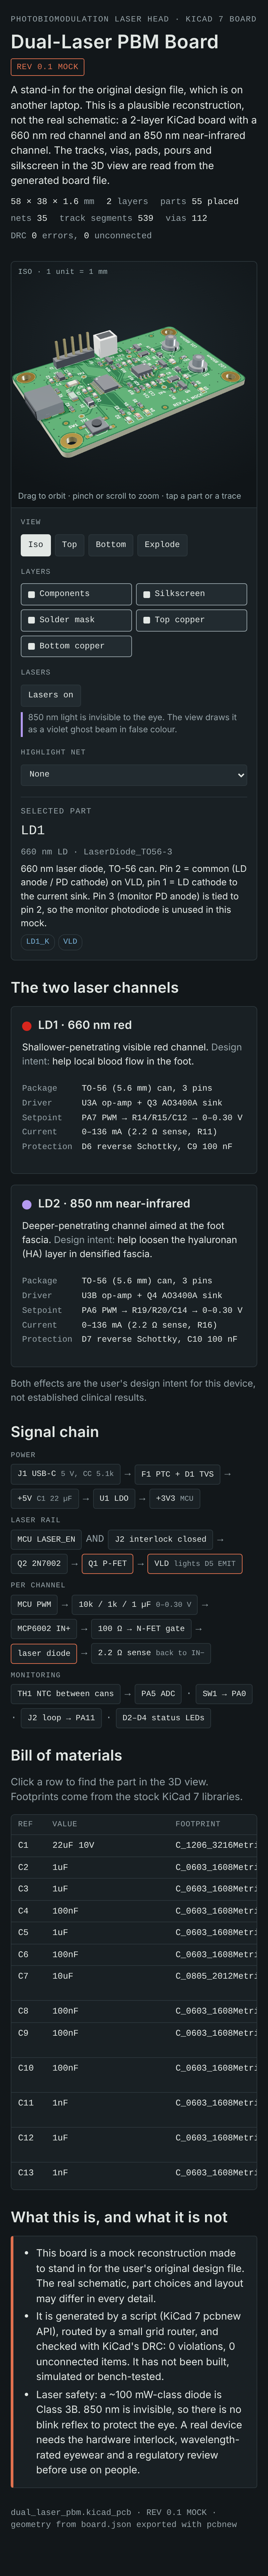 PHOTOBIOMODULATION LASER HEAD · KICAD 7 BOARD
Dual-Laser PBM Board
REV 0.1 MOCK
A stand-in for the original design file, which is on
another laptop. This is a plausible reconstruction,
not the real schematic: a 2-layer KiCad board with a
660 nm red channel and an 850 nm near-infrared
channel. The tracks, vias, pads, pours and
silkscreen in the 3D view are read from the
generated board file.
58 × 38 × 1.6 mm 2 layers parts 55 placed
nets 35 track segments 539 vias 112
DRC 0 errors, 0 unconnected
ISO · 1 unit = 1 mm
Drag to orbit · pinch or scroll to zoom · tap a part or a trace
VIEW
Iso Top Bottom Explode
LAYERS
Components Silkscreen
Solder mask Top copper
Bottom copper
LASERS
Lasers on
850 nm light is invisible to the eye. The view draws it
as a violet ghost beam in false colour.
HIGHLIGHT NET
None
SELECTED PART
LD1
660 nm LD · LaserDiode_TO56-3
660 nm laser diode, TO-56 can. Pin 2 = common (LD
anode / PD cathode) on VLD, pin 1 = LD cathode to
the current sink. Pin 3 (monitor PD anode) is tied to
pin 2, so the monitor photodiode is unused in this
mock.
LD1_K VLD
The two laser channels
LD1 · 660 nm red
Shallower-penetrating visible red channel. Design
intent: help local blood flow in the foot.
Package TO-56 (5.6 mm) can, 3 pins
Driver U3A op-amp + Q3 AO3400A sink
Setpoint PA7 PWM → R14/R15/C12 → 0–0.30 V
Current 0–136 mA (2.2 Ω sense, R11)
Protection D6 reverse Schottky, C9 100 nF
LD2 · 850 nm near-infrared
Deeper-penetrating channel aimed at the foot
fascia. Design intent: help loosen the hyaluronan
(HA) layer in densified fascia.
Package TO-56 (5.6 mm) can, 3 pins
Driver U3B op-amp + Q4 AO3400A sink
Setpoint PA6 PWM → R19/R20/C14 → 0–0.30 V
Current 0–136 mA (2.2 Ω sense, R16)
Protection D7 reverse Schottky, C10 100 nF
Both effects are the user's design intent for this device,
not established clinical results.
Signal chain
POWER
J1 USB-C 5 V, CC 5.1k → F1 PTC + D1 TVS →
+5V C1 22 µF → U1 LDO → +3V3 MCU
LASER RAIL
MCU LASER_EN AND J2 interlock closed →
Q2 2N7002 → Q1 P-FET → VLD lights D5 EMIT
PER CHANNEL
MCU PWM → 10k / 1k / 1 µF 0–0.30 V →
MCP6002 IN+ → 100 Ω → N-FET gate →
laser diode → 2.2 Ω sense back to IN−
MONITORING
TH1 NTC between cans → PA5 ADC · SW1 → PA0
· J2 loop → PA11 · D2–D4 status LEDs
Bill of materials
Click a row to find the part in the 3D view.
Footprints come from the stock KiCad 7 libraries.
REF VALUE FOOTPRINT
C1 22uF 10V C_1206_3216Metri
C2 1uF C_0603_1608Metri
C3 1uF C_0603_1608Metri
C4 100nF C_0603_1608Metri
C5 1uF C_0603_1608Metri
C6 100nF C_0603_1608Metri
C7 10uF C_0805_2012Metri
C8 100nF C_0603_1608Metri
C9 100nF C_0603_1608Metri
C10 100nF C_0603_1608Metri
C11 1nF C_0603_1608Metri
C12 1uF C_0603_1608Metri
C13 1nF C_0603_1608Metri
What this is, and what it is not
• This board is a mock reconstruction made
to stand in for the user's original design file.
The real schematic, part choices and layout
may differ in every detail.
• It is generated by a script (KiCad 7 pcbnew
API), routed by a small grid router, and
checked with KiCad's DRC: 0 violations, 0
unconnected items. It has not been built,
simulated or bench-tested.
• Laser safety: a ~100 mW-class diode is
Class 3B. 850 nm is invisible, so there is no
blink reflex to protect the eye. A real device
needs the hardware interlock, wavelength-
rated eyewear and a regulatory review
before use on people.
dual_laser_pbm.kicad_pcb · REV 0.1 MOCK ·
geometry from board.json exported with pcbnew